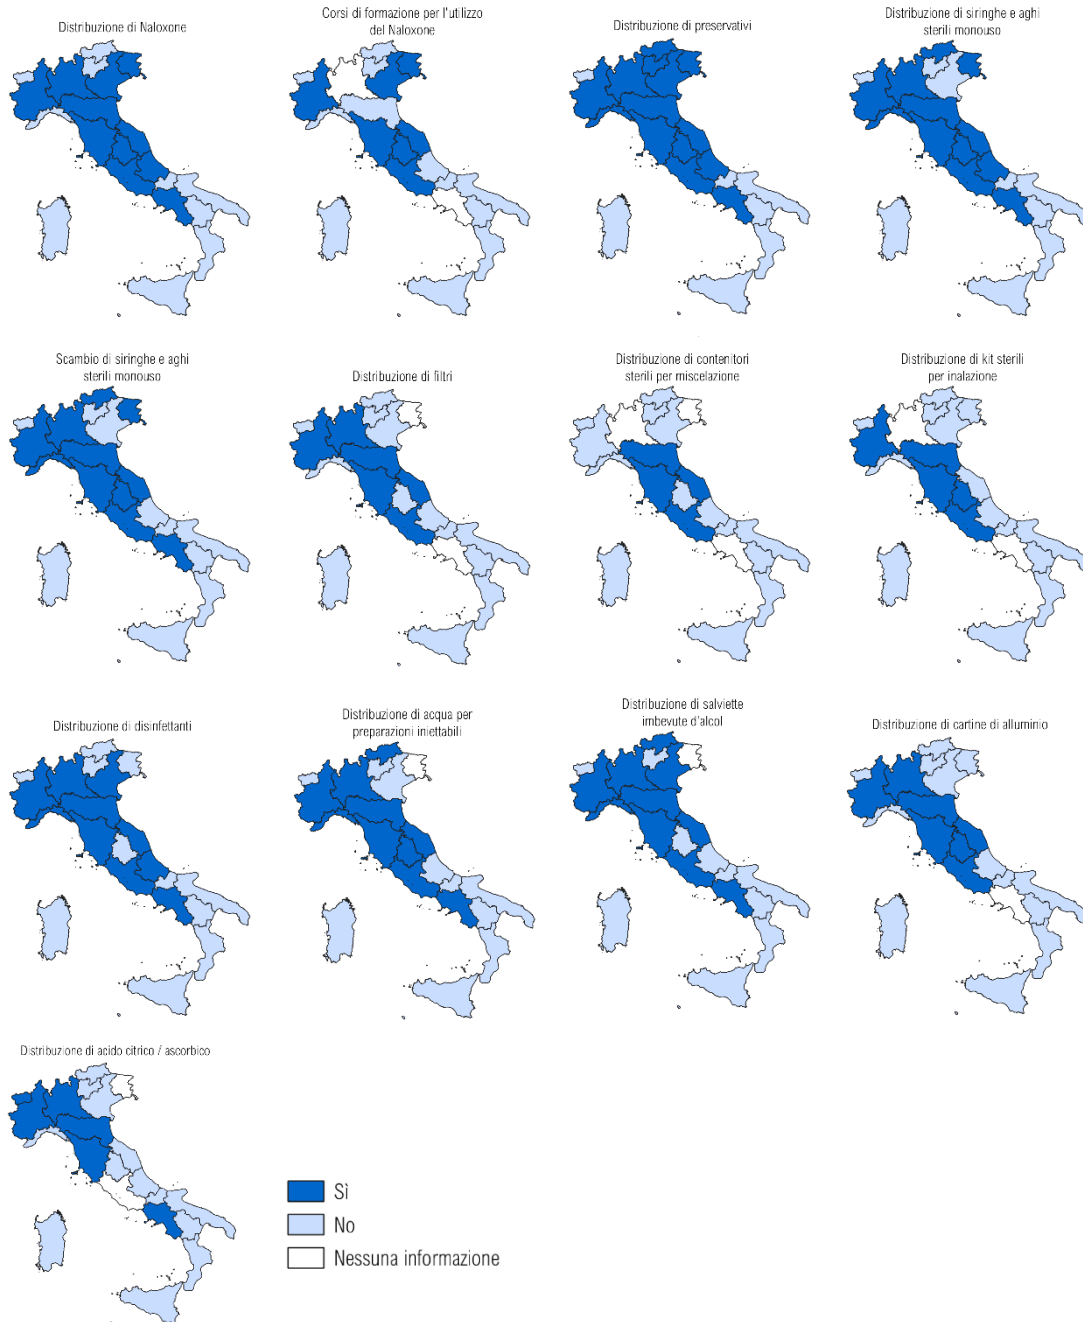 Distribuzione di Naloxone
Corsi di formazione per l'utilizzo
del Naloxone
Distribuzione di preservativi
Distribuzione di siringhe e aghi
sterili monouso
Scambio di siringhe e aghi
sterili monouso
Distribuzione di filtri
Distribuzione di contenitori
sterili per miscelazione
Distribuzione di kit sterili
per inalazione
Distribuzione di disinfettanti
Distribuzione di acqua per
preparazioni iniettabili
Distribuzione di salviette
imbevute d'alcol
Distribuzione di cartine di alluminio
Distribuzione di acido citrico / ascorbico
Sì
No
Nessuna informazione